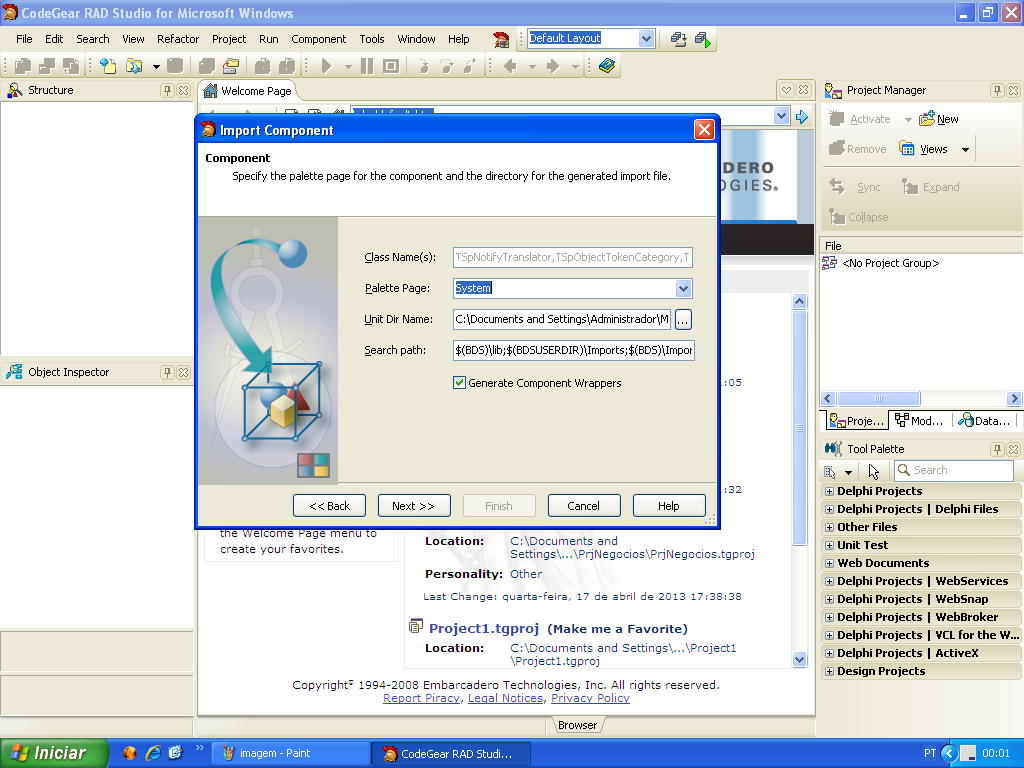 CodeGear RAD Studio for Microsoft Windows
File Edit Search View Refactor Project Run Component Tools Window Help
Default Layout
Structure
Welcome Page
Project Manager
Activate New
Remove Views
Sync Expand
Collapse
File
<No Project Group>
Import Component
Component
Specify the palette page for the component and the directory for the generated import file.
Class Name(s): TSpNotifyTranslator,TSpObjectTokenCategory,T
Palette Page: System
Unit Dir Name: C:\Documents and Settings\Administrador\M ...
Search path: $(BDS)\lib;$(BDSUSERDIR)\Imports;$(BDS)\Impor
Generate Component Wrappers
<< Back Next >> Finish Cancel Help
DERO
OGIES.
:05
:32
Object Inspector
the Welcome Page menu to
create your favorites.
Location: C:\Documents and
Settings\...\PrjNegocios\PrjNegocios.tgproj
Personality: Other
Last Change: quarta-feira, 17 de abril de 2013 17:38:38
Project1.tgproj (Make me a Favorite)
Location: C:\Documents and Settings\...\Project1
\Project1.tgproj
Copyright© 1994-2008 Embarcadero Technologies, Inc. All rights reserved.
Report Piracy, Legal Notices, Privacy Policy
Browser
Proje... Mod... Data...
Tool Palette
Search
Delphi Projects
Delphi Projects | Delphi Files
Other Files
Unit Test
Web Documents
Delphi Projects | WebServices
Delphi Projects | WebSnap
Delphi Projects | WebBroker
Delphi Projects | VCL for the W...
Delphi Projects | ActiveX
Design Projects
Iniciar
imagem - Paint
CodeGear RAD Studi...
PT 00:01